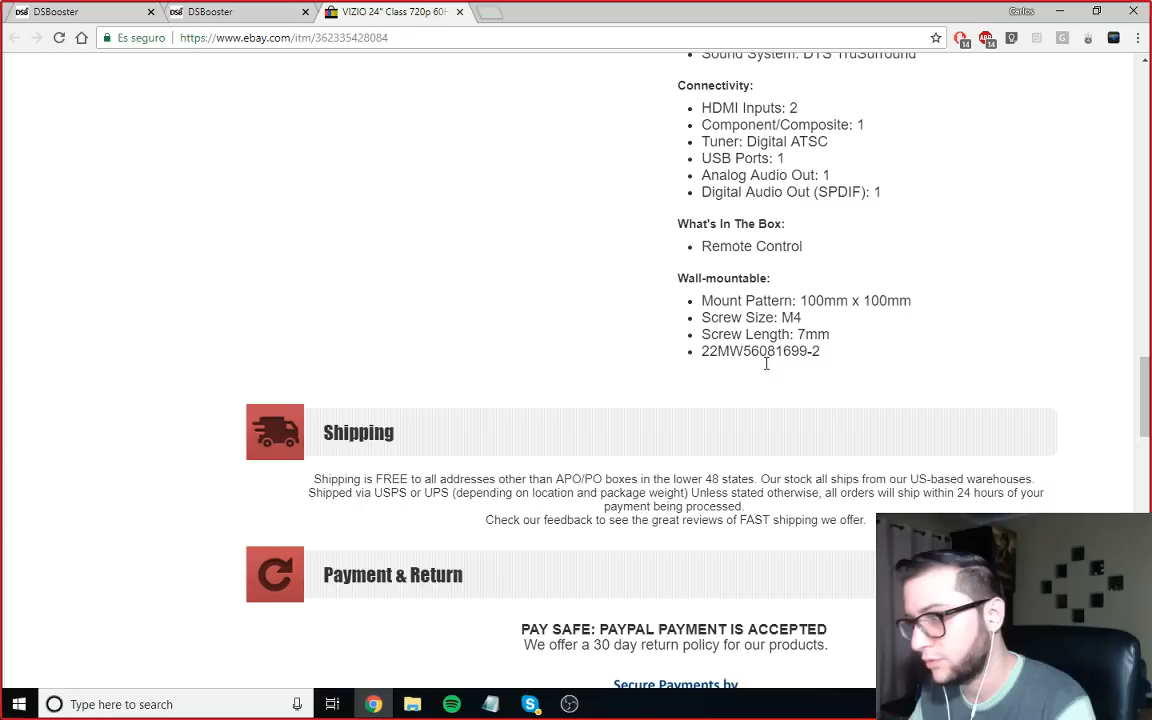 DSBooster
DSBooster
VIZIO 24" Class 720p 60H
Carlos
Es seguro
https://www.ebay.com/itm/362335428084
14
14
Sound System: DTS TruSurround
Connectivity:
HDMI Inputs: 2
Component/Composite: 1
Tuner: Digital ATSC
USB Ports: 1
Analog Audio Out: 1
Digital Audio Out (SPDIF): 1
What's In The Box:
Remote Control
Wall-mountable:
Mount Pattern: 100mm x 100mm
Screw Size: M4
Screw Length: 7mm
22MW56081699-2
Shipping
Shipping is FREE to all addresses other than APO/PO boxes in the lower 48 states. Our stock all ships from our US-based warehouses.
Shipped via USPS or UPS (depending on location and package weight) Unless stated otherwise, all orders will ship within 24 hours of your
payment being processed.
Check our feedback to see the great reviews of FAST shipping we offer.
Payment & Return
PAY SAFE: PAYPAL PAYMENT IS ACCEPTED
We offer a 30 day return policy for our products.
Secure Payments by
Type here to search